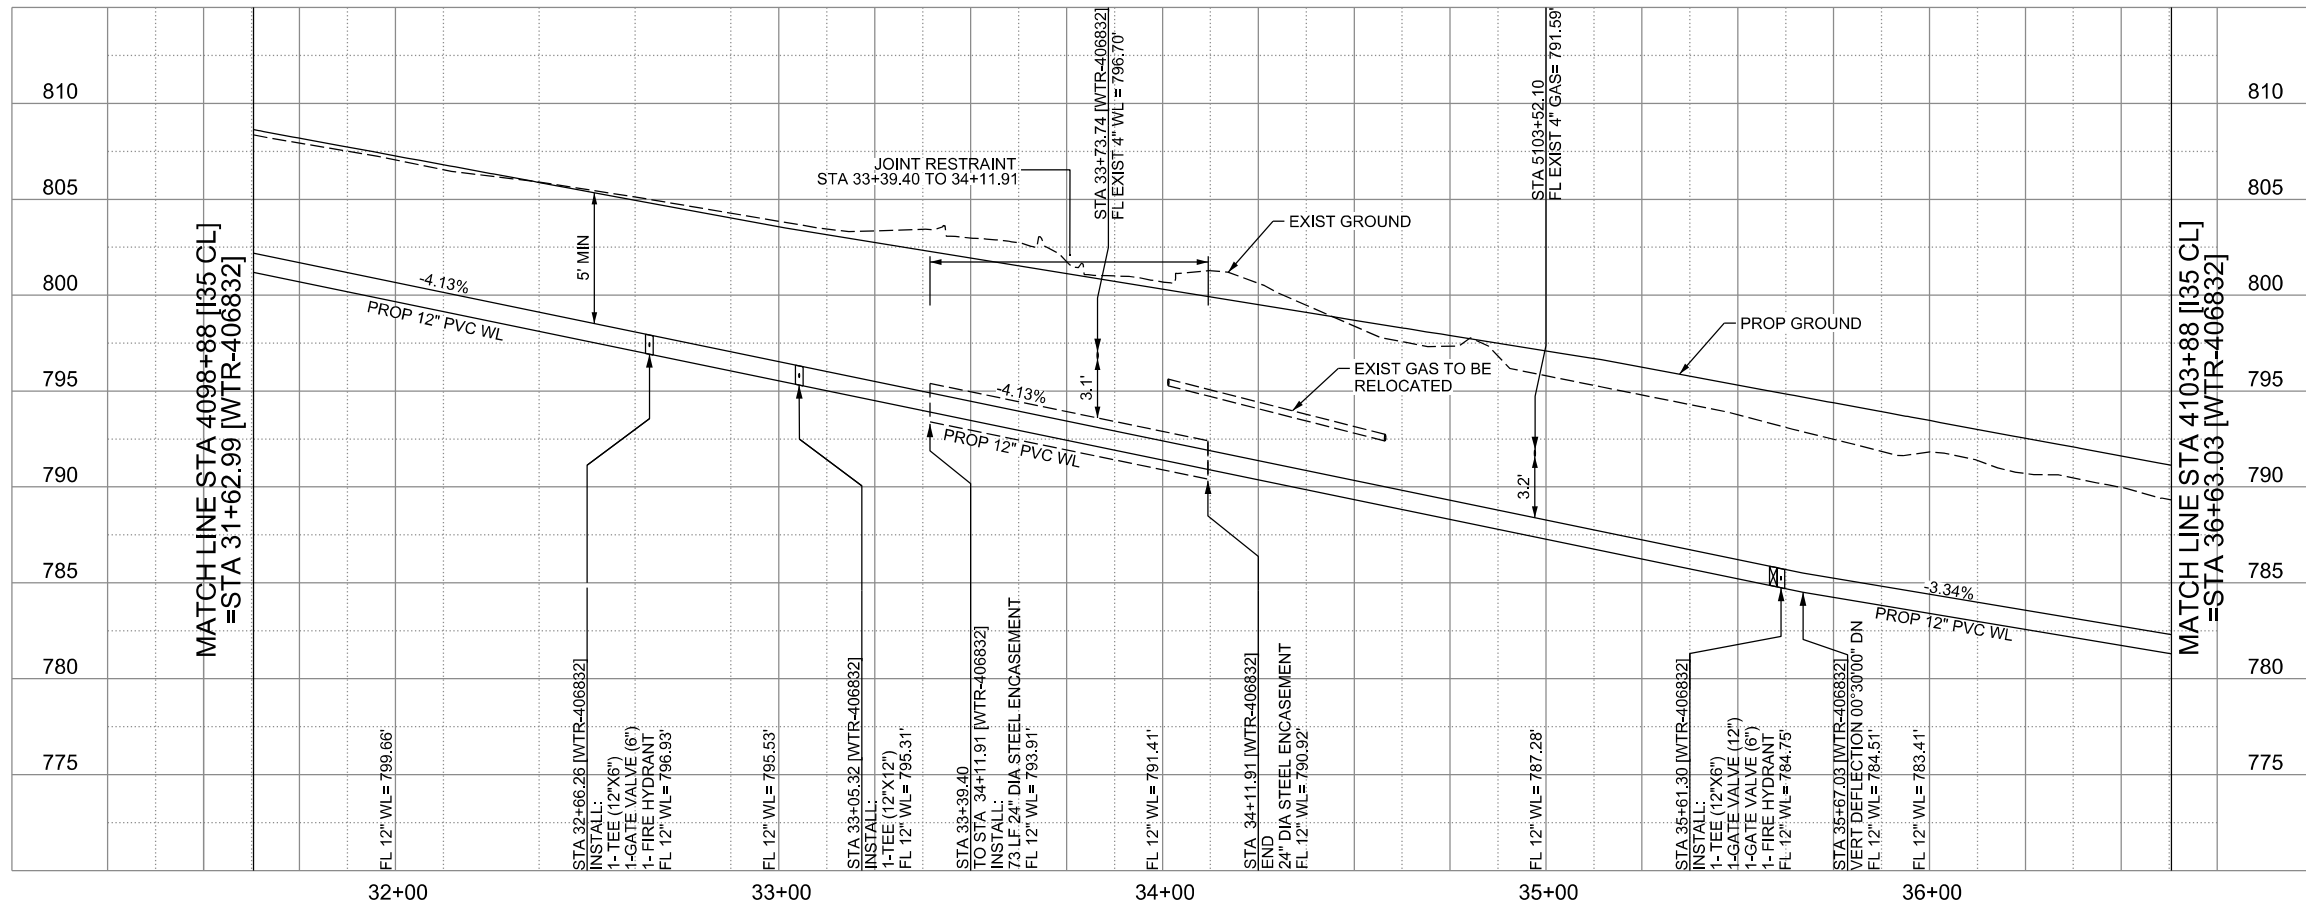 810
805
800
795
790
785
780
775
MATCH LINE STA 4098+88 [I35 CL]
=STA 31+62.99 [WTR-406832]
-4.13%
PROP 12" PVC WL
5' MIN
JOINT RESTRAINT
STA 33+39.40 TO 34+11.91
STA 33+73.74 [WTR-406832]
FL EXIST 4" WL = 796.70'
3.1'
-4.13%
PROP 12" PVC WL
EXIST GROUND
EXIST GAS TO BE
RELOCATED
STA 5103+52.10
FL EXIST 4" GAS= 791.59'
3.2'
PROP GROUND
-3.34%
PROP 12" PVC WL
MATCH LINE STA 4103+88 [I35 CL]
=STA 36+63.03 [WTR-406832]
810
805
800
795
790
785
780
775
FL 12" WL= 799.66'
STA 32+66.26 [WTR-406832]
INSTALL:
1- TEE (12"X6")
1-GATE VALVE (6")
1- FIRE HYDRANT
FL 12" WL= 796.93'
FL 12" WL= 795.53'
STA 33+05.32 [WTR-406832]
INSTALL:
1-TEE (12"X12")
FL 12" WL= 795.31'
STA 33+39.40
TO STA 34+11.91 [WTR-406832]
INSTALL:
73 LF 24" DIA STEEL ENCASEMENT
FL 12" WL= 793.91'
FL 12" WL= 791.41'
STA 34+11.91 [WTR-406832]
END
24" DIA STEEL ENCASEMENT
FL 12" WL= 790.92'
FL 12" WL= 787.28'
STA 35+61.30 [WTR-406832]
INSTALL:
1- TEE (12"X6")
1-GATE VALVE (12")
1-GATE VALVE (6")
1- FIRE HYDRANT
FL 12" WL= 784.75'
STA 35+67.03 [WTR-406832]
VERT DEFLECTION 00°30'00" DN
FL 12" WL= 784.51'
FL 12" WL= 783.41'
32+00
33+00
34+00
35+00
36+00